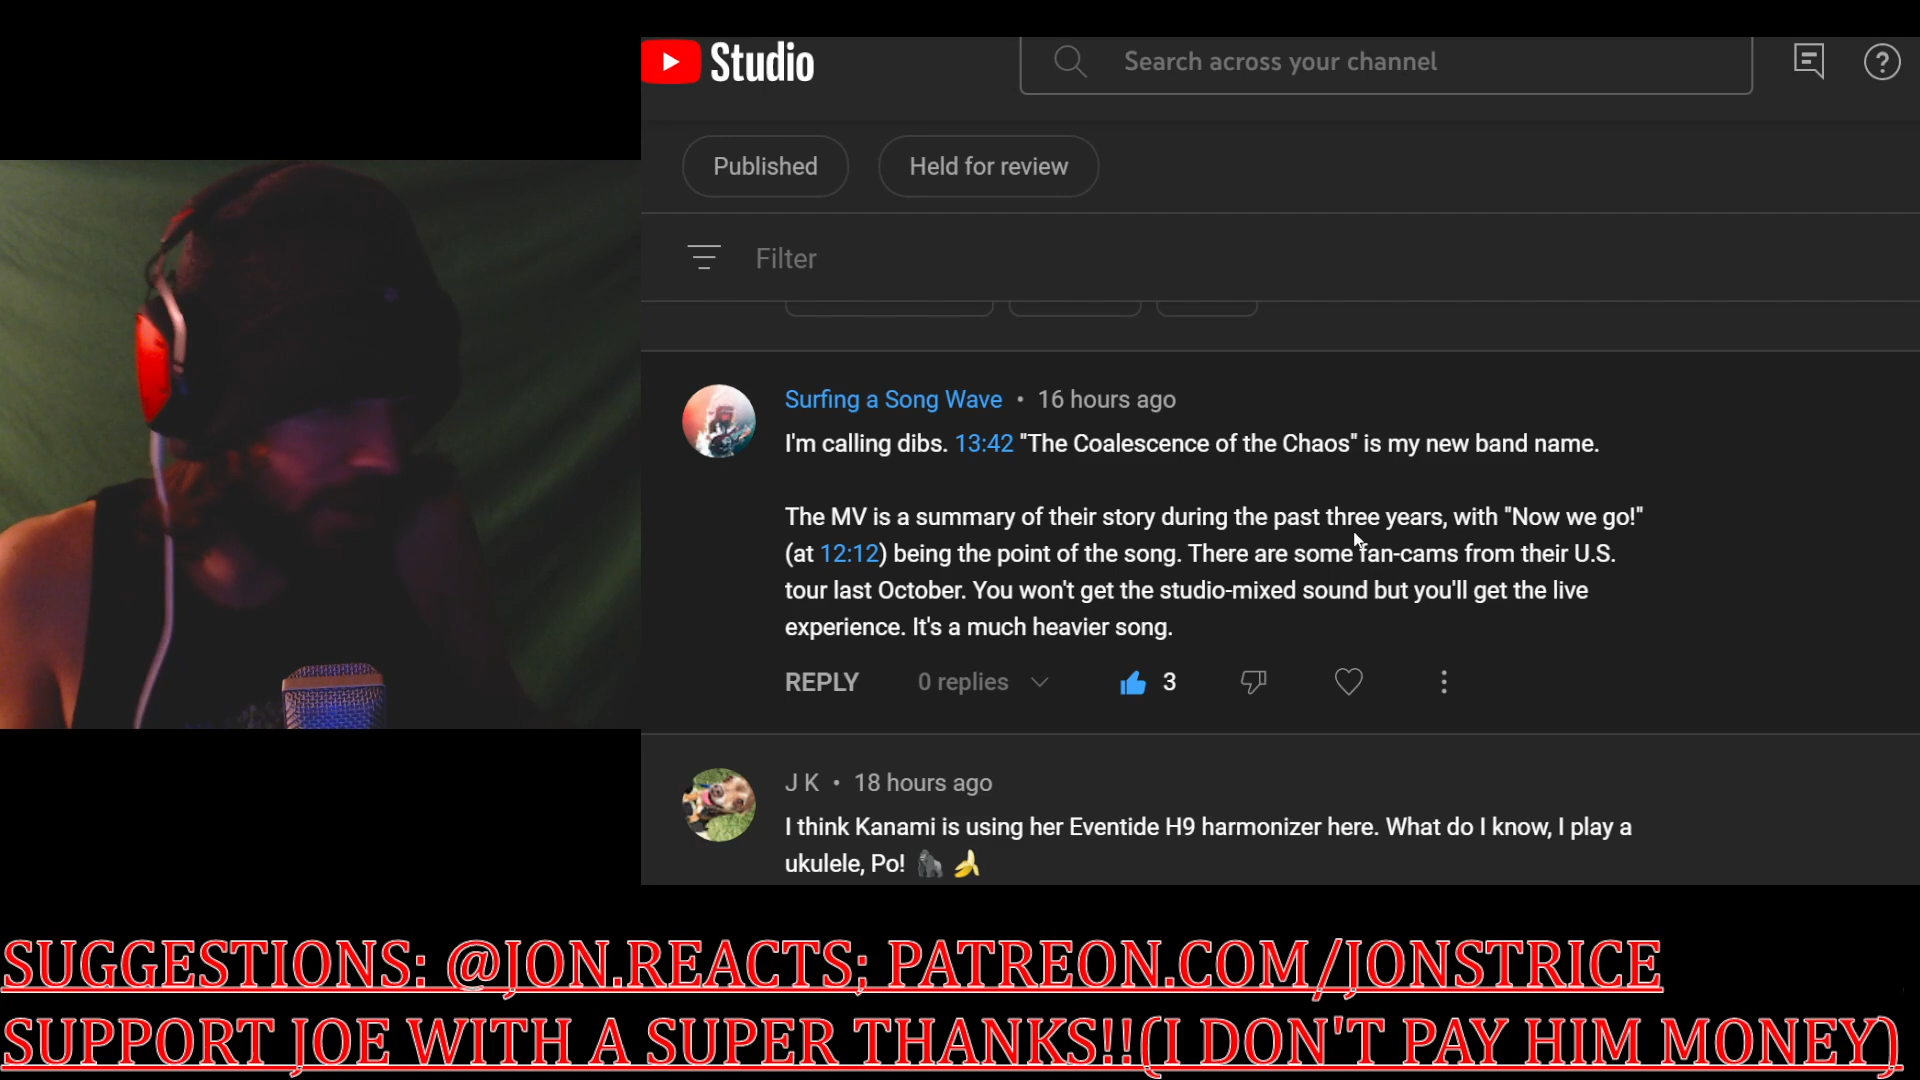 Studio
Search across your channel
Published
Held for review
Filter
Surfing a Song Wave • 16 hours ago
I'm calling dibs. 13:42 "The Coalescence of the Chaos" is my new band name.
The MV is a summary of their story during the past three years, with "Now we go!"
(at 12:12) being the point of the song. There are some fan-cams from their U.S.
tour last October. You won't get the studio-mixed sound but you'll get the live
experience. It's a much heavier song.
REPLY 0 replies 3
J K • 18 hours ago
I think Kanami is using her Eventide H9 harmonizer here. What do I know, I play a
ukulele, Po! 🦍 🍌
SUGGESTIONS: @JON.REACTS; PATREON.COM/JONSTRICE
SUPPORT JOE WITH A SUPER THANKS!!(I DON'T PAY HIM MONEY)